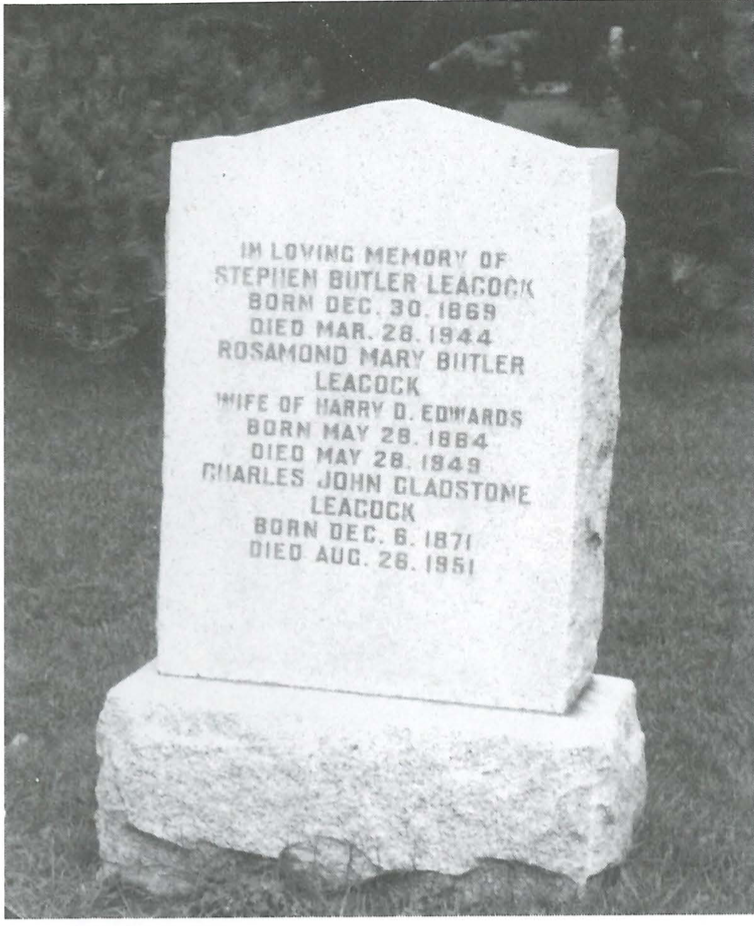 IN LOVING MEMORY OF
STEPHEN BUTLER LEACOCK
BORN DEC. 30. 1869
DIED MAR. 28. 1944
ROSAMOND MARY BUTLER
LEACOCK
WIFE OF HARRY D. EDWARDS
BORN MAY 28. 1884
DIED MAY 28. 1949
CHARLES JOHN GLADSTONE
LEACOCK
BORN DEC. 6. 1871
DIED AUG. 26. 1951